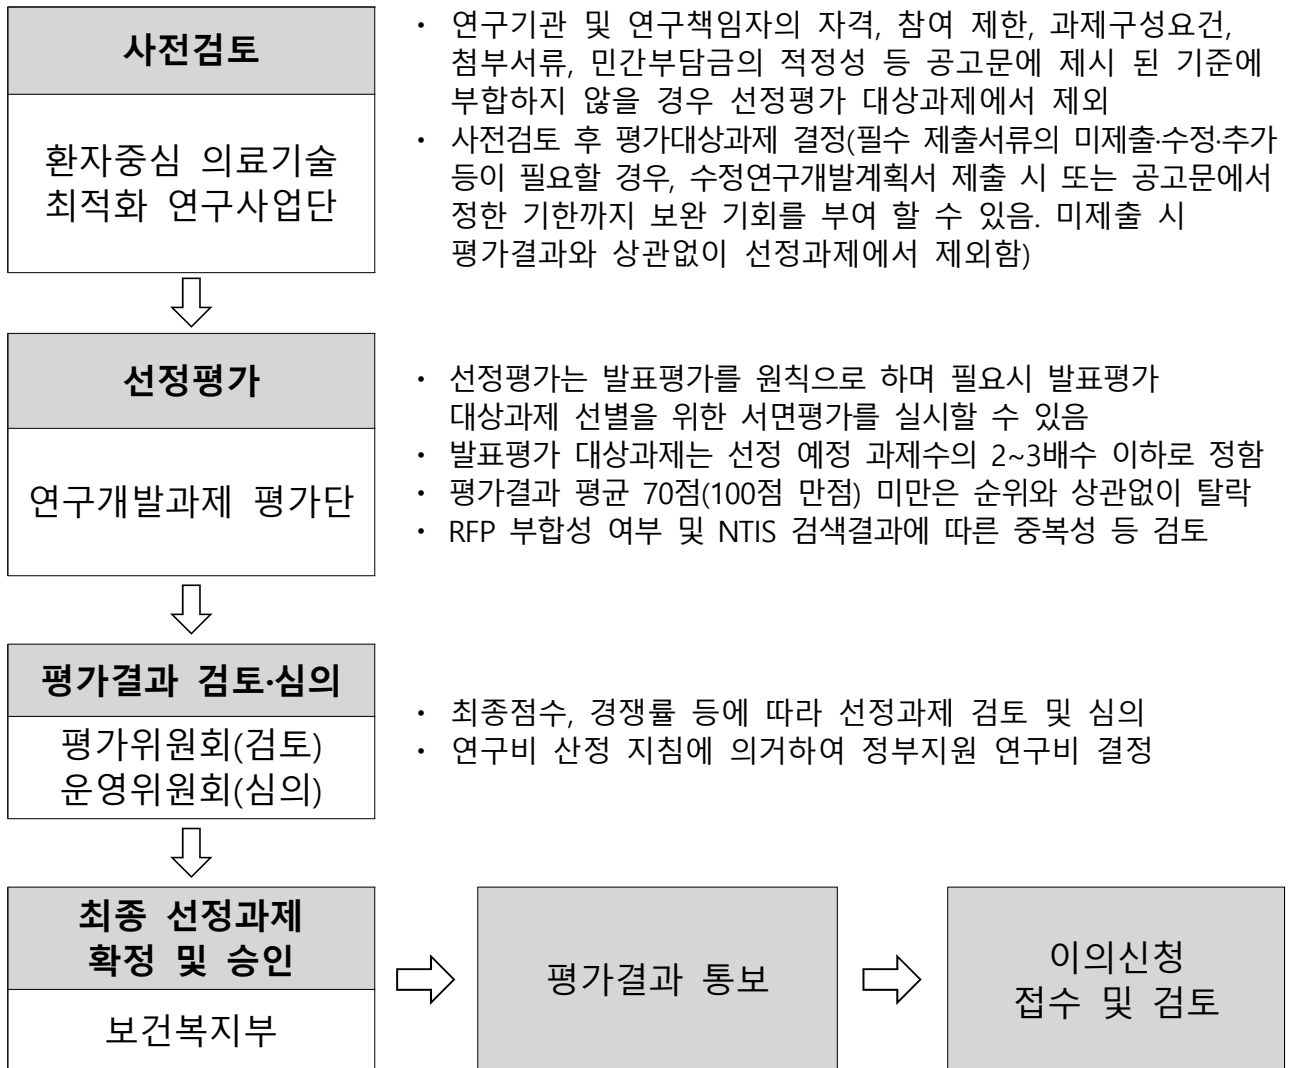 사전검토
환자중심 의료기술
최적화 연구사업단
· 연구기관 및 연구책임자의 자격, 참여 제한, 과제구성요건,
첨부서류, 민간부담금의 적정성 등 공고문에 제시 된 기준에
부합하지 않을 경우 선정평가 대상과제에서 제외
· 사전검토 후 평가대상과제 결정(필수 제출서류의 미제출·수정·추가
등이 필요할 경우, 수정연구개발계획서 제출 시 또는 공고문에서
정한 기한까지 보완 기회를 부여 할 수 있음. 미제출 시
평가결과와 상관없이 선정과제에서 제외함)
선정평가
연구개발과제 평가단
· 선정평가는 발표평가를 원칙으로 하며 필요시 발표평가
대상과제 선별을 위한 서면평가를 실시할 수 있음
· 발표평가 대상과제는 선정 예정 과제수의 2~3배수 이하로 정함
· 평가결과 평균 70점(100점 만점) 미만은 순위와 상관없이 탈락
· RFP 부합성 여부 및 NTIS 검색결과에 따른 중복성 등 검토
평가결과 검토·심의
평가위원회(검토)
운영위원회(심의)
· 최종점수, 경쟁률 등에 따라 선정과제 검토 및 심의
· 연구비 산정 지침에 의거하여 정부지원 연구비 결정
최종 선정과제
확정 및 승인
보건복지부
평가결과 통보
이의신청
접수 및 검토